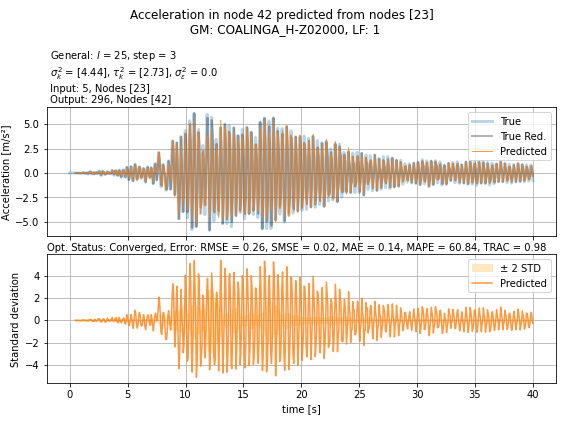 Acceleration in node 42 predicted from nodes [23]
GM: COALINGA_H-Z02000, LF: 1
General: l = 25, step = 3
σ²ₖ = [4.44], τ²ₖ = [2.73], σ²ε = 0.0
Input: 5, Nodes [23]
Output: 296, Nodes [42]
Acceleration [m/s²]
5.0
2.5
0.0
−2.5
−5.0
True
True Red.
Predicted
Opt. Status: Converged, Error: RMSE = 0.26, SMSE = 0.02, MAE = 0.14, MAPE = 60.84, TRAC = 0.98
Standard deviation
4
2
0
−2
−4
± 2 STD
Predicted
0 5 10 15 20 25 30 35 40
time [s]